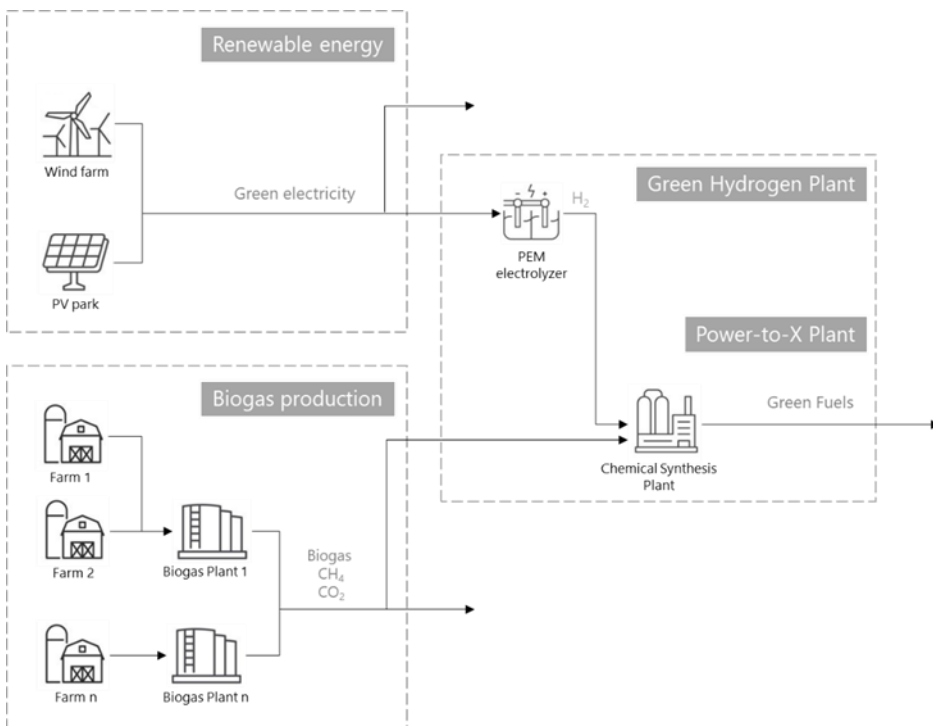 Renewable energy
Wind farm
Green electricity
PV park
Green Hydrogen Plant
H₂
- +
PEM
electrolyzer
Power-to-X Plant
Green Fuels
Chemical Synthesis
Plant
Biogas production
Farm 1
Farm 2
Biogas Plant 1
Biogas
CH₄
CO₂
Farm n
Biogas Plant n